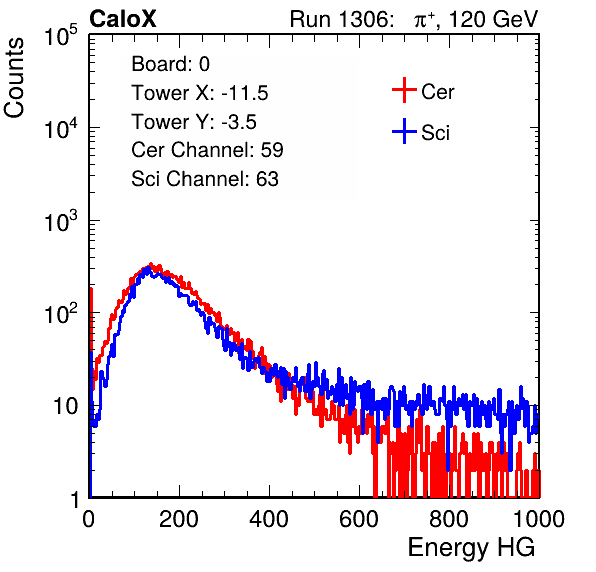 CaloX Run 1306: π⁺, 120 GeV
Counts
10⁵
10⁴
10³
10²
10
1
Board: 0
Tower X: -11.5
Tower Y: -3.5
Cer Channel: 59
Sci Channel: 63
Cer
Sci
0 200 400 600 800 1000
Energy HG